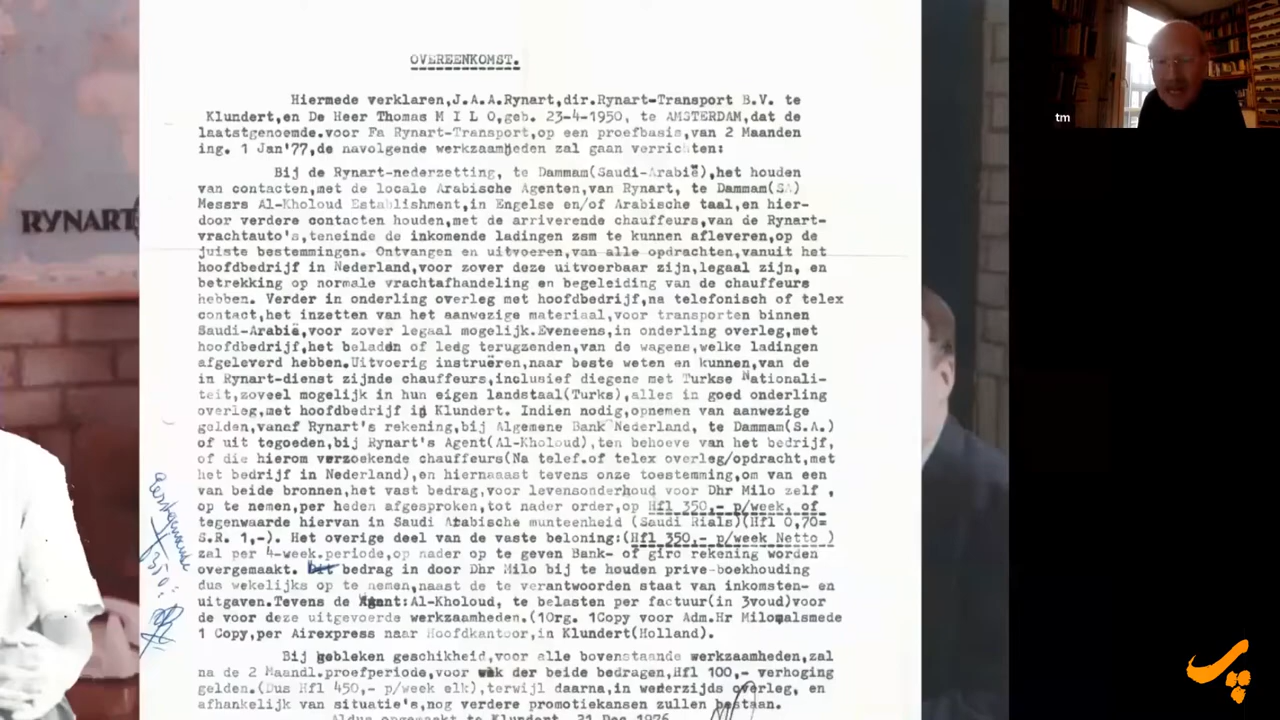 OVEREENKOMST.
Hiermede verklaren,J.A.A.Rynart,dir.Rynart-Transport B.V. te
Klundert,en De Heer Thomas M I L O,geb. 23-4-1950, te AMSTERDAM,dat de
laatstgenoemde.voor Fa Rynart-Transport,op een proefbasis,van 2 Maanden
ing. 1 Jan'77,de navolgende werkzaamheden zal gaan verrichten:
Bij de Rynart-nederzetting, te Dammam(Saudi-Arabië),het houden
van contacten,met de locale Arabische Agenten,van Rynart, te Dammam(SA)
Messrs Al-Kholoud Establishment,in Engelse en/of Arabische taal,en hier-
door verdere contacten houden,met de arriverende chauffeurs,van de Rynart-
vrachtauto's,teneinde de inkomende ladingen zsm te kunnen afleveren,op de
juiste bestemmingen. Ontvangen en uitvoeren,van alle opdrachten,vanuit het
hoofdbedrijf in Nederland,voor zover deze uitvoerbaar zijn,legaal zijn, en
betrekking op normale vrachtafhandeling en begeleiding van de chauffeurs
hebben. Verder in onderling overleg met hoofdbedrijf,na telefonisch of telex
contact,het inzetten van het aanwezige materiaal,voor transporten binnen
Saudi-Arabië,voor zover legaal mogelijk.Eveneens,in onderling overleg,met
hoofdbedrijf,het beladen of ledg terugzenden,van de wagens,welke ladingen
afgeleverd hebben.Uitvoerig instruëren,naar beste weten en kunnen,van de
in Rynart-dienst zijnde chauffeurs,inclusief diegene met Turkse Nationali-
teit,zoveel mogelijk in hun eigen landstaal(Turks),alles in goed onderling
overleg,met hoofdbedrijf in Klundert. Indien nodig,opnemen van aanwezige
gelden,vanaf Rynart's rekening,bij Algemene Bank Nederland, te Dammam(S.A.)
of uit tegoeden,bij Rynart's Agent(Al-Kholoud),ten behoeve van het bedrijf,
of die hierom verzoekende chauffeurs(Na telef.of telex overleg/opdracht,met
het bedrijf in Nederland),en hiernaast tevens onze toestemming,om van een
van beide bronnen,het vast bedrag,voor levensonderhoud voor Dhr Milo zelf ,
op te nemen,per heden afgesproken,tot nader order,op Hfl 350,- p/week, of
tegenwaarde hiervan in Saudi Arabische munteenheid (Saudi Rials)(Hfl 0,70=
S.R. 1,-). Het overige deel van de vaste beloning:(Hfl 350,- p/week Netto )
zal per 4-week.periode,op nader op te geven Bank- of giro rekening worden
overgemaakt. bedrag in door Dhr Milo bij te houden prive-boekhouding
dus wekelijks op te nemen,naast de te verantwoorden staat van inkomsten- en
uitgaven.Tevens de Agent:Al-Kholoud, te belasten per factuur(in 3voud)voor
de voor deze uitgevoerde werkzaamheden.(1Org. 1Copy voor Adm.Hr Milo alsmede
1 Copy,per Airexpress naar Hoofdkantoor,in Klundert(Holland).
Bij gebleken geschikheid,voor alle bovenstaande werkzaamheden,zal
na de 2 Maandl.proefperiode,voor elk der beide bedragen,Hfl 100,- verhoging
gelden.(Dus Hfl 450,- p/week elk),terwijl daarna,in wederzijds overleg, en
afhankelijk van situatie's,nog verdere promotiekansen zullen bestaan.
Aldus opgemaakt te Klundert, 21 Dec 1976
RYNART
tm